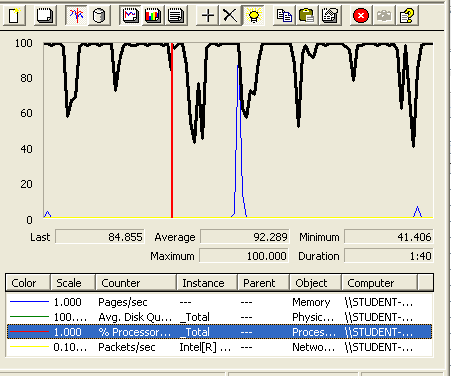 100
80
60
40
20
0
Last 84.855 Average 92.289 Minimum 41.406
Maximum 100.000 Duration 1:40
Color Scale Counter Instance Parent Object Computer
1.000 Pages/sec --- --- Memory \\STUDENT-...
100.... Avg. Disk Qu... _Total --- Physic... \\STUDENT-...
1.000 % Processor... _Total --- Proces... \\STUDENT-...
0.10... Packets/sec Intel[R] ... --- Netwo... \\STUDENT-...